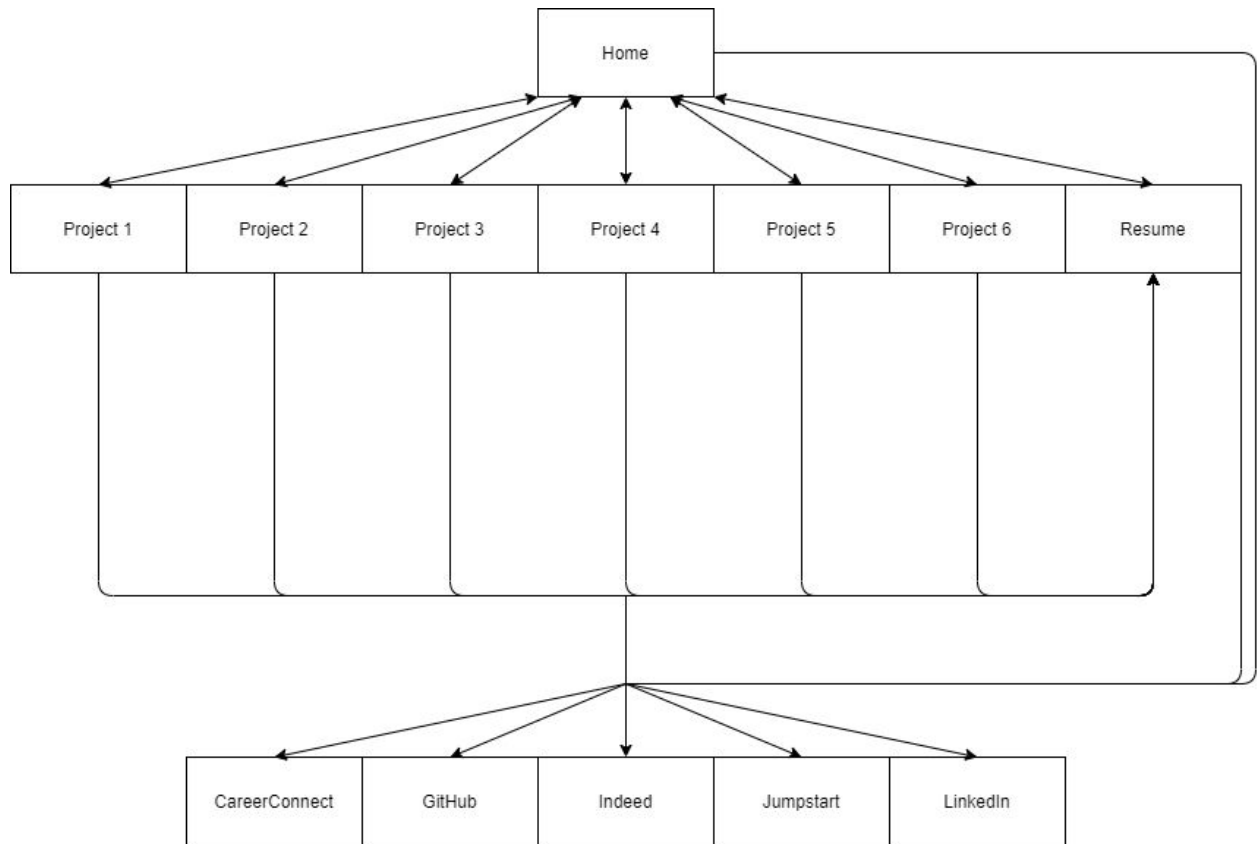 Home
Project 1
Project 2
Project 3
Project 4
Project 5
Project 6
Resume
CareerConnect
GitHub
Indeed
Jumpstart
LinkedIn